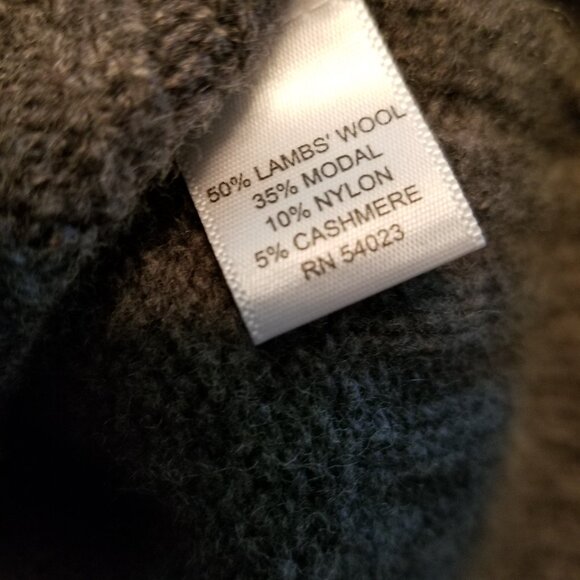 50% LAMBS' WOOL
35% MODAL
10% NYLON
5% CASHMERE
RN 54023